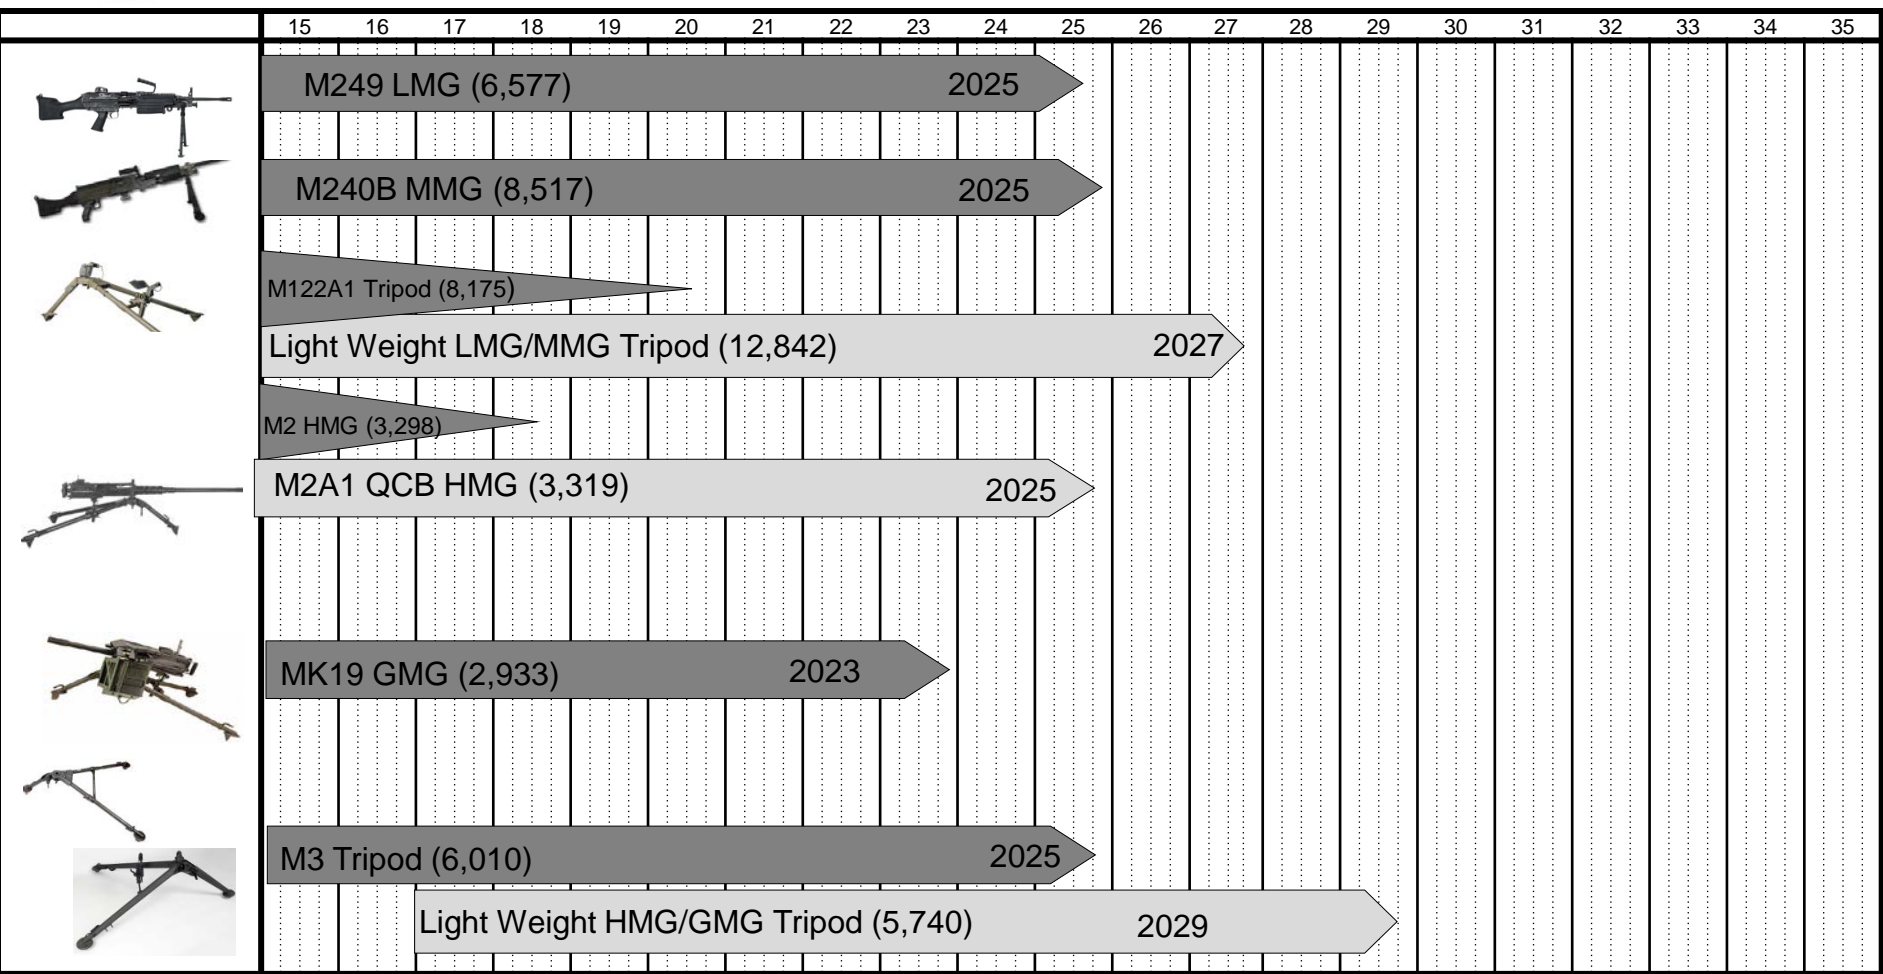 15 16 17 18 19 20 21 22 23 24 25 26 27 28 29 30 31 32 33 34 35
M249 LMG (6,577) 2025
M240B MMG (8,517) 2025
M122A1 Tripod (8,175)
Light Weight LMG/MMG Tripod (12,842) 2027
M2 HMG (3,298)
M2A1 QCB HMG (3,319) 2025
MK19 GMG (2,933) 2023
M3 Tripod (6,010) 2025
Light Weight HMG/GMG Tripod (5,740) 2029